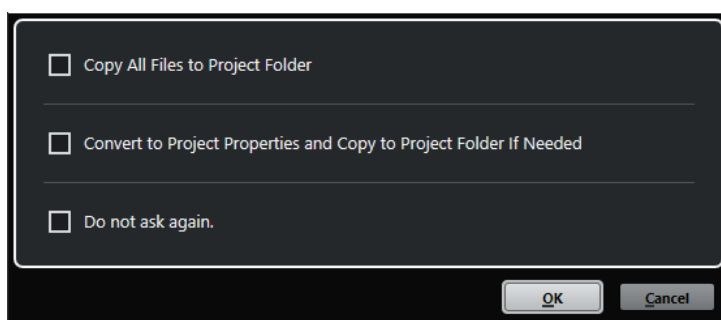 Copy All Files to Project Folder
Convert to Project Properties and Copy to Project Folder If Needed
Do not ask again.
OK
Cancel